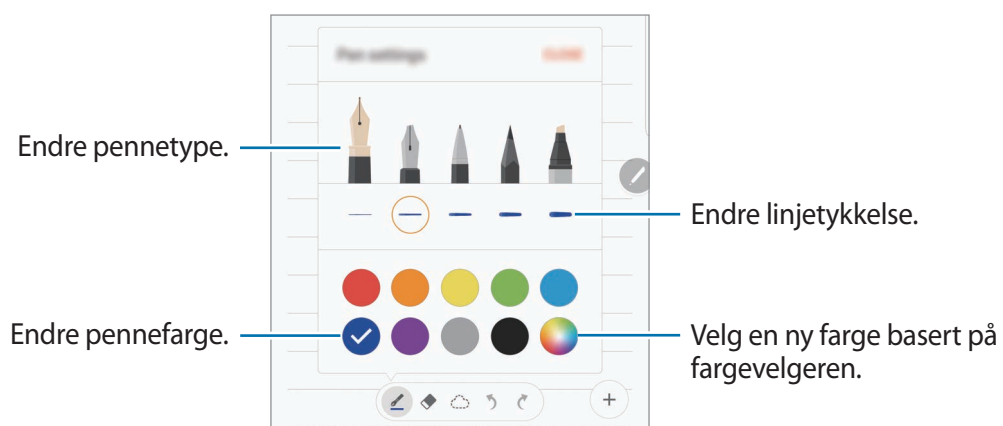 Endre pennetype.
Endre linjetykkelse.
Endre pennefarge.
Velg en ny farge basert på
fargevelgeren.